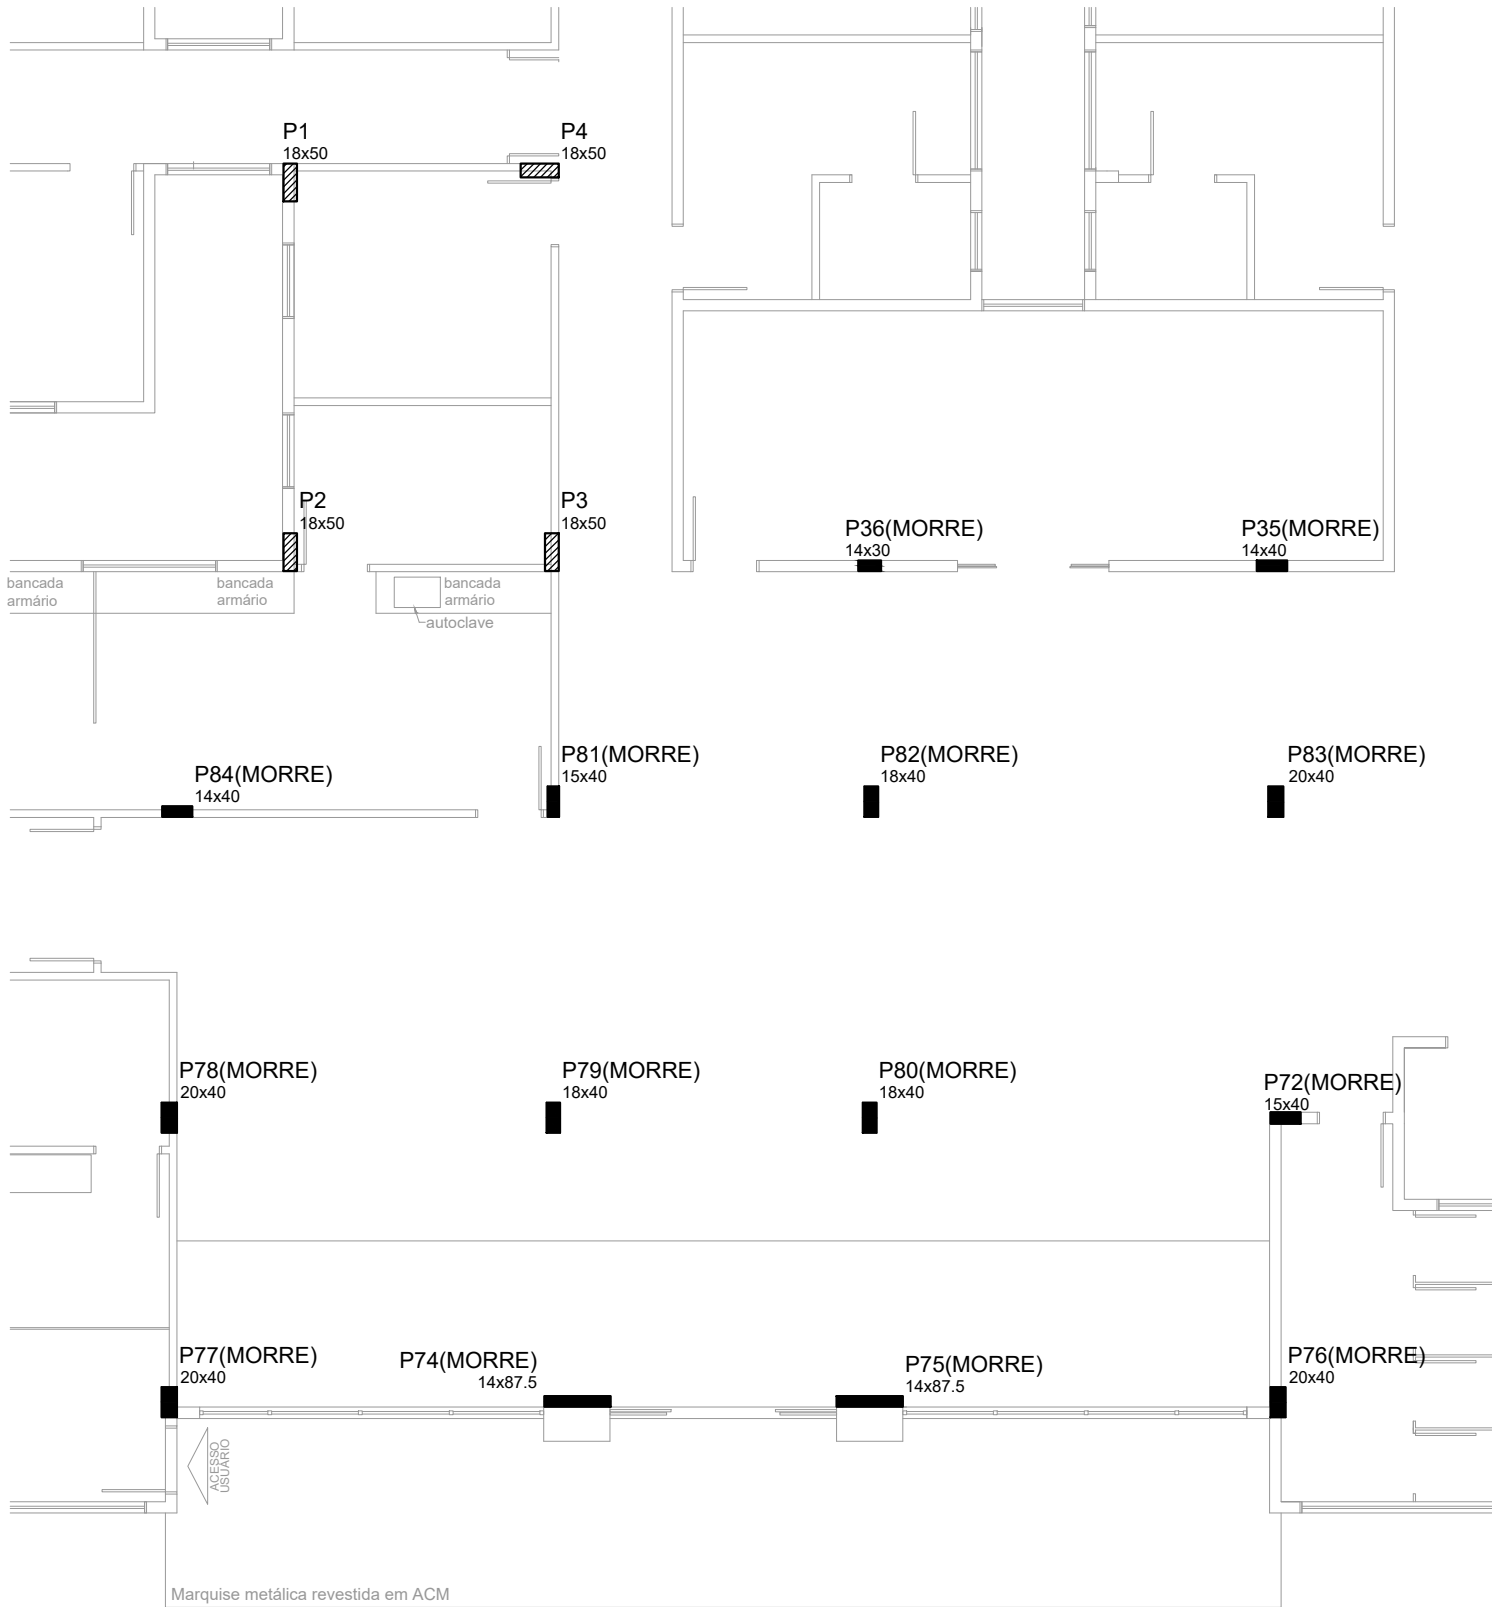 P1
18x50
P4
18x50
P2
18x50
P3
18x50
P36(MORRE)
14x30
P35(MORRE)
14x40
bancada
armário
bancada
armário
bancada
armário
autoclave
P84(MORRE)
14x40
P81(MORRE)
15x40
P82(MORRE)
18x40
P83(MORRE)
20x40
P78(MORRE)
20x40
P79(MORRE)
18x40
P80(MORRE)
18x40
P72(MORRE)
15x40
P77(MORRE)
20x40
P74(MORRE)
14x87.5
P75(MORRE)
14x87.5
P76(MORRE)
20x40
ACESSO
USUÁRIO
Marquise metálica revestida em ACM